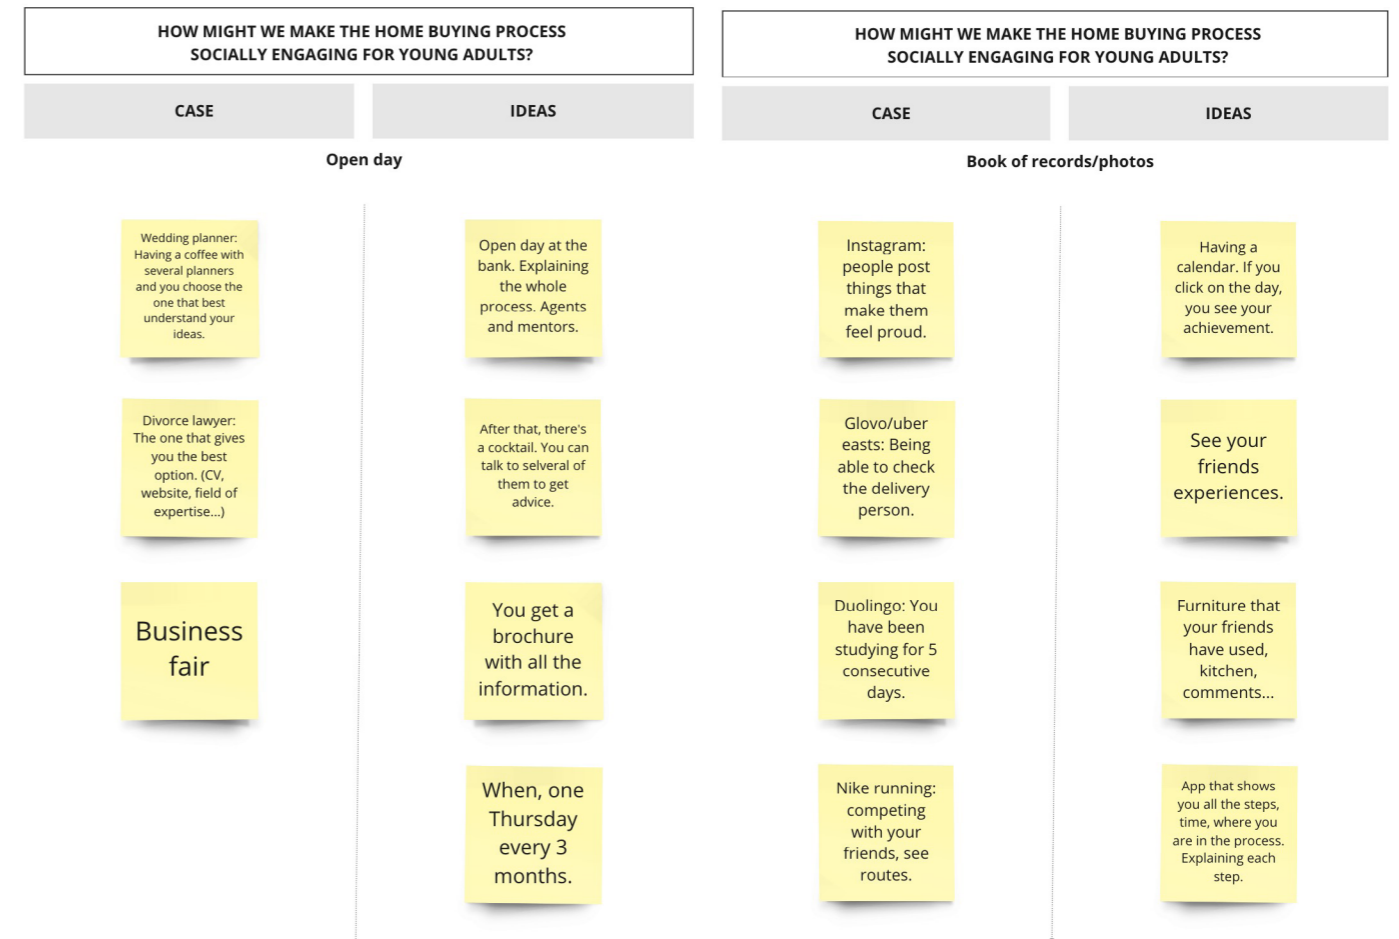 HOW MIGHT WE MAKE THE HOME BUYING PROCESS
SOCIALLY ENGAGING FOR YOUNG ADULTS?
CASE
IDEAS
Open day
Wedding planner:
Having a coffee with
several planners
and you choose the
one that best
understand your
ideas.
Open day at the
bank. Explaining
the whole
process. Agents
and mentors.
Divorce lawyer:
The one that gives
you the best
option. (CV,
website, field of
expertise...)
After that, there's
a cocktail. You can
talk to selveral of
them to get
advice.
Business
fair
You get a
brochure
with all the
information.
When, one
Thursday
every 3
months.
HOW MIGHT WE MAKE THE HOME BUYING PROCESS
SOCIALLY ENGAGING FOR YOUNG ADULTS?
CASE
IDEAS
Book of records/photos
Instagram:
people post
things that
make them
feel proud.
Having a
calendar. If you
click on the day,
you see your
achievement.
Glovo/uber
easts: Being
able to check
the delivery
person.
See your
friends
experiences.
Duolingo: You
have been
studying for 5
consecutive
days.
Furniture that
your friends
have used,
kitchen,
comments...
Nike running:
competing
with your
friends, see
routes.
App that shows
you all the steps,
time, where you
are in the process.
Explaining each
step.